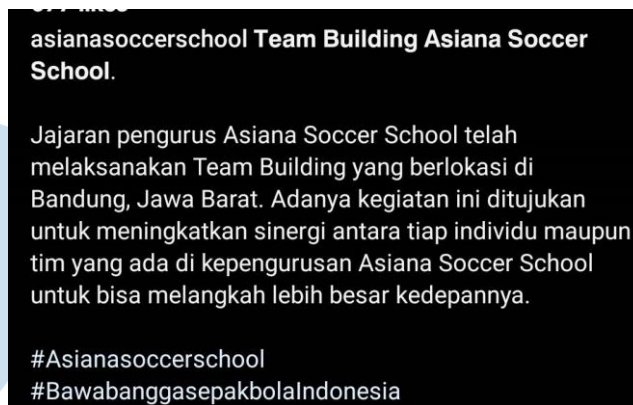 asianasoccerschool Team Building Asiana Soccer
School.
Jajaran pengurus Asiana Soccer School telah
melaksanakan Team Building yang berlokasi di
Bandung, Jawa Barat. Adanya kegiatan ini ditujukan
untuk meningkatkan sinergi antara tiap individu maupun
tim yang ada di kepengurusan Asiana Soccer School
untuk bisa melangkah lebih besar kedepannya.
#Asianasoccerschool
#BawabanggasepakbolaIndonesia